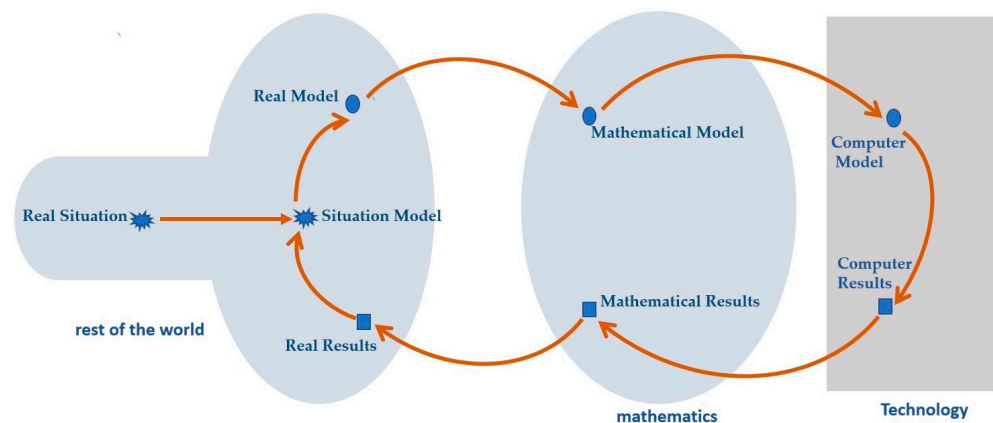 Real Model
Mathematical Model
Computer
Model
Real Situation
Situation Model
Computer
Results
Mathematical Results
rest of the world
Real Results
mathematics
Technology